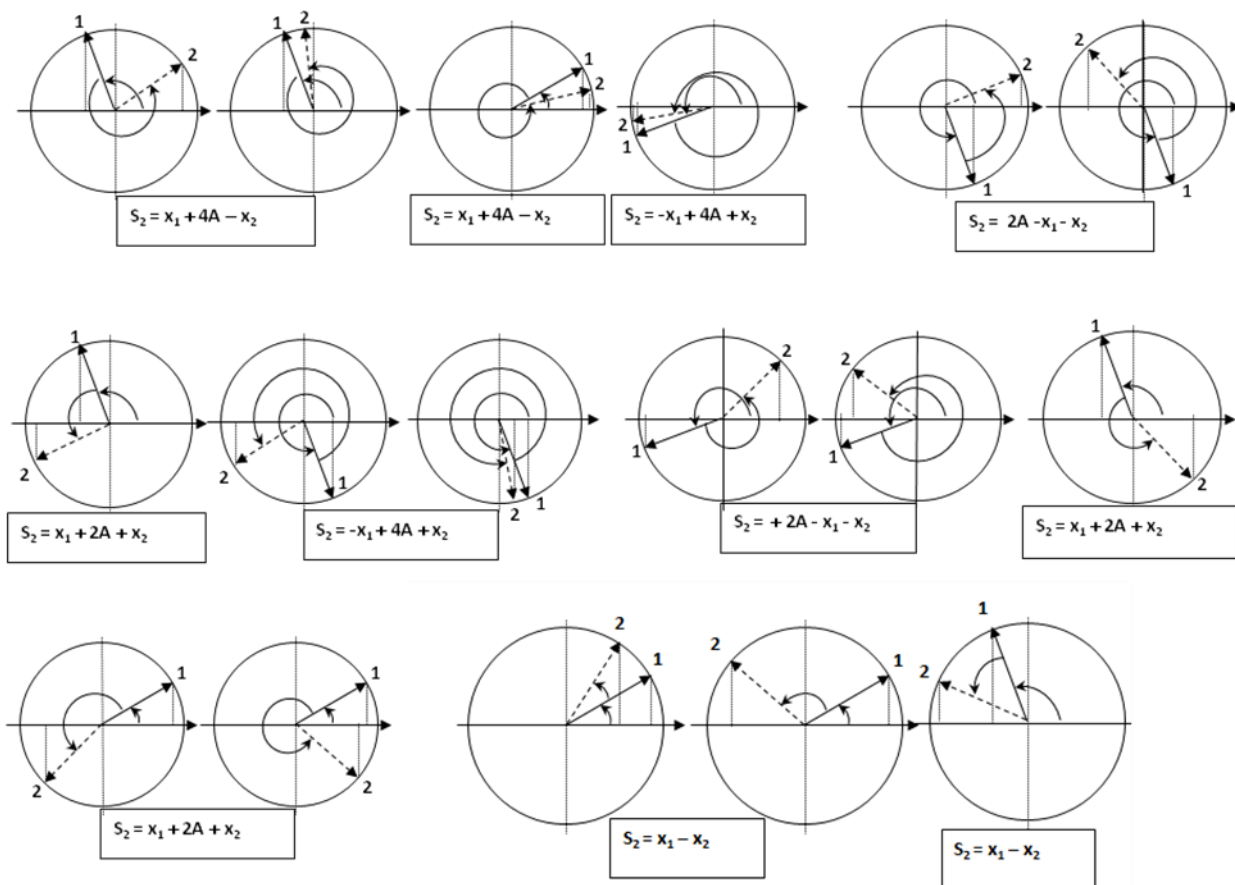 1 2
1 2
1 2
2 1
2 1
2 1
S₂ = x₁ + 4A – x₂
S₂ = x₁ + 4A – x₂
S₂ = -x₁ + 4A + x₂
S₂ = 2A -x₁ - x₂
1 2
2 1
2 1
2 1
2 1
1 2
S₂ = x₁ + 2A + x₂
S₂ = -x₁ + 4A + x₂
S₂ = + 2A - x₁ - x₂
S₂ = x₁ + 2A + x₂
1 2
1 2
2 1
2 1
1 2
S₂ = x₁ + 2A + x₂
S₂ = x₁ – x₂
S₂ = x₁ – x₂